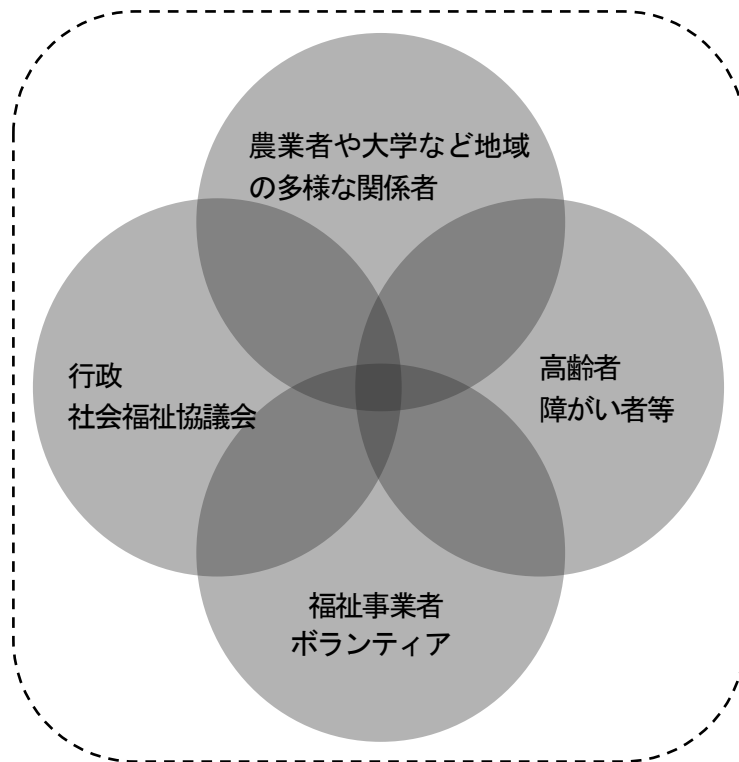 農業者や大学など地域
の多様な関係者
行政
社会福祉協議会
高齢者
障がい者等
福祉事業者
ボランティア